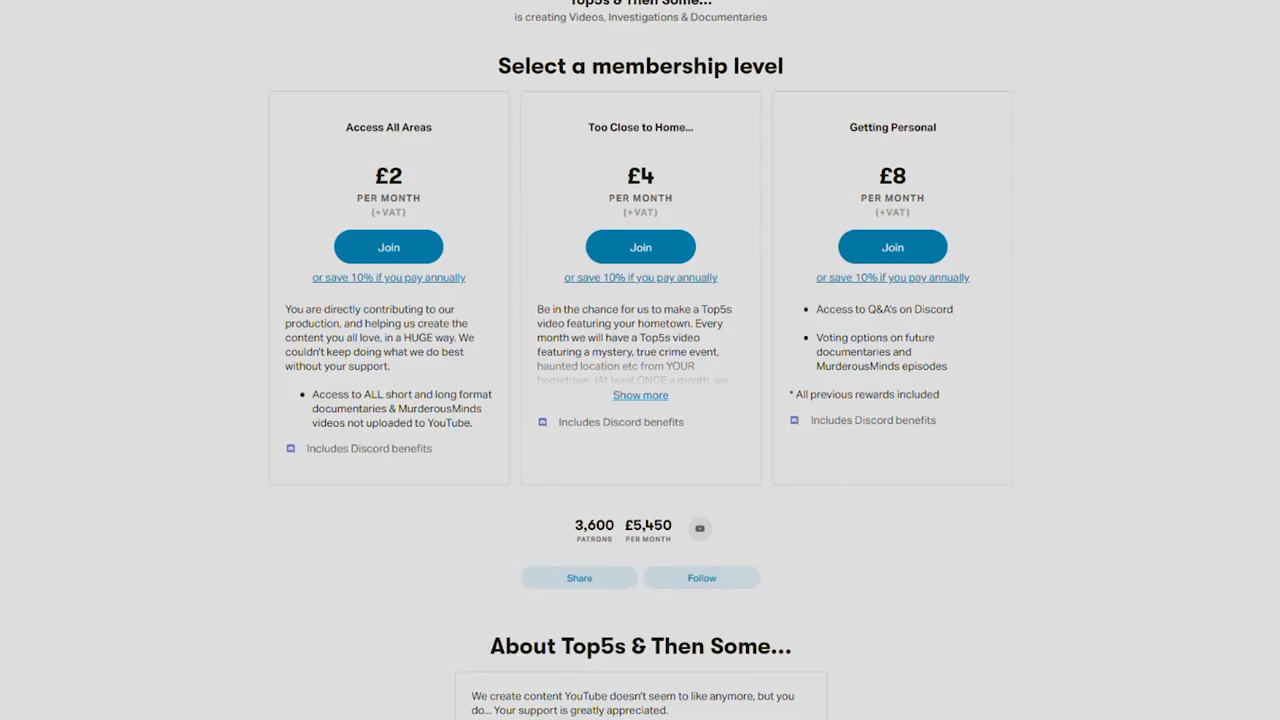 Top5s & Then Some...
is creating Videos, Investigations & Documentaries
Select a membership level
Access All Areas
£2
PER MONTH
(+VAT)
Join
or save 10% if you pay annually
You are directly contributing to our
production, and helping us create the
content you all love, in a HUGE way. We
couldn't keep doing what we do best
without your support.
• Access to ALL short and long format
documentaries & MurderousMinds
videos not uploaded to YouTube.
Includes Discord benefits
Too Close to Home...
£4
PER MONTH
(+VAT)
Join
or save 10% if you pay annually
Be in the chance for us to make a Top5s
video featuring your hometown. Every
month we will have a Top5s video
featuring a mystery, true crime event,
haunted location etc from YOUR
hometown. (At least ONCE a month, we
Show more
Includes Discord benefits
Getting Personal
£8
PER MONTH
(+VAT)
Join
or save 10% if you pay annually
• Access to Q&A's on Discord
• Voting options on future
documentaries and
MurderousMinds episodes
* All previous rewards included
Includes Discord benefits
3,600 £5,450
PATRONS PER MONTH
Share Follow
About Top5s & Then Some...
We create content YouTube doesn't seem to like anymore, but you
do... Your support is greatly appreciated.